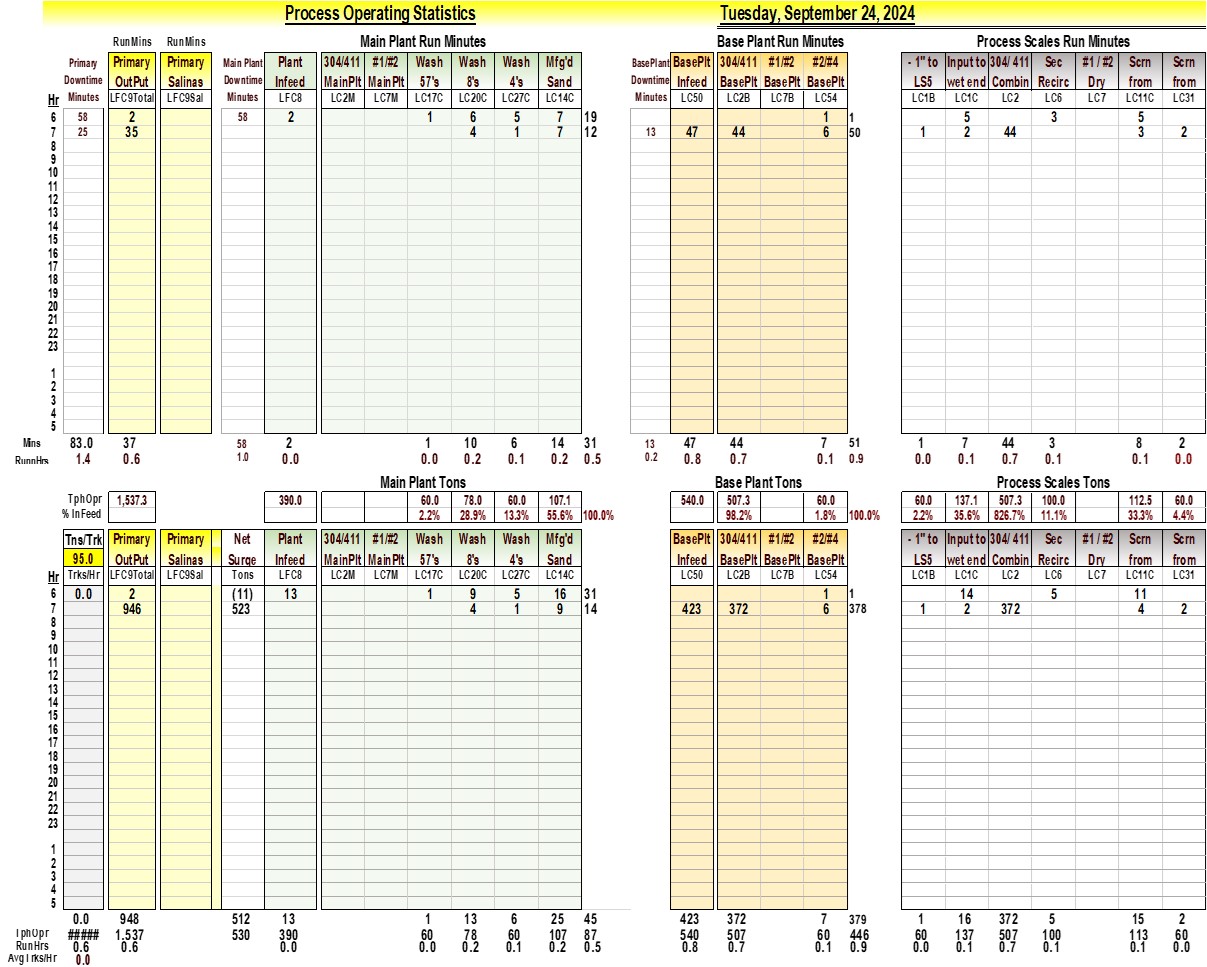 Process Operating Statistics Tuesday, September 24, 2024
RunMins RunMins Main Plant Run Minutes Base Plant Run Minutes Process Scales Run Minutes
Primary Primary Primary Main Plant Plant 304/411 #1/#2 Wash Wash Wash Mfg'd BasePlant BasePlt 304/411 #1/#2 #2/#4 - 1" to Input to 304/ 411 Sec #1 / #2 Scrn Scrn
Downtime OutPut Salinas Downtime Infeed MainPlt MainPlt 57's 8's 4's Sand Downtime Infeed BasePlt BasePlt BasePlt LS5 wet end Combin Recirc Dry from from
Hr Minutes LFC9Total LFC9Sal Minutes LFC8 LC2M LC7M LC17C LC20C LC27C LC14C Minutes LC50 LC2B LC7B LC54 LC1B LC1C LC2 LC6 LC7 LC11C LC31
6 58 2 58 2 1 6 5 7 19 1 1 5 3 5
7 25 35 4 1 7 12 13 47 44 6 50 1 2 44 3 2
8
9
10
11
12
13
14
15
16
17
18
19
20
21
22
23
1
2
3
4
5
Mins 83.0 37 58 2 1 10 6 14 31 13 47 44 7 51 1 7 44 3 8 2
RunnHrs 1.4 0.6 1.0 0.0 0.0 0.2 0.1 0.2 0.5 0.2 0.8 0.7 0.1 0.9 0.0 0.1 0.7 0.1 0.1 0.0
Main Plant Tons Base Plant Tons Process Scales Tons
TphOpr 1,537.3 390.0 60.0 78.0 60.0 107.1 540.0 507.3 60.0 60.0 137.1 507.3 100.0 112.5 60.0
% InFeed 2.2% 28.9% 13.3% 55.6% 100.0% 98.2% 1.8% 100.0% 2.2% 35.6% 826.7% 11.1% 33.3% 4.4%
Tns/Trk Primary Primary Net Plant 304/411 #1/#2 Wash Wash Wash Mfg'd BasePlt 304/411 #1/#2 #2/#4 - 1" to Input to 304/ 411 Sec #1 / #2 Scrn Scrn
95.0 OutPut Salinas Surge Infeed MainPlt MainPlt 57's 8's 4's Sand Infeed BasePlt BasePlt BasePlt LS5 wet end Combin Recirc Dry from from
Hr Trks/Hr LFC9Total LFC9Sal Tons LFC8 LC2M LC7M LC17C LC20C LC27C LC14C LC50 LC2B LC7B LC54 LC1B LC1C LC2 LC6 LC7 LC11C LC31
6 0.0 2 (11) 13 1 9 5 16 31 1 1 14 5 11
7 946 523 4 1 9 14 423 372 6 378 1 2 372 4 2
8
9
10
11
12
13
14
15
16
17
18
19
20
21
22
23
1
2
3
4
5
0.0 948 512 13 1 13 6 25 45 423 372 7 379 1 16 372 5 15 2
TphOpr ##### 1,537 530 390 60 78 60 107 87 540 507 60 446 60 137 507 100 113 60
RunHrs 0.6 0.6 0.0 0.0 0.2 0.1 0.2 0.5 0.8 0.7 0.1 0.9 0.0 0.1 0.7 0.1 0.1 0.0
AvgTrks/Hr 0.0